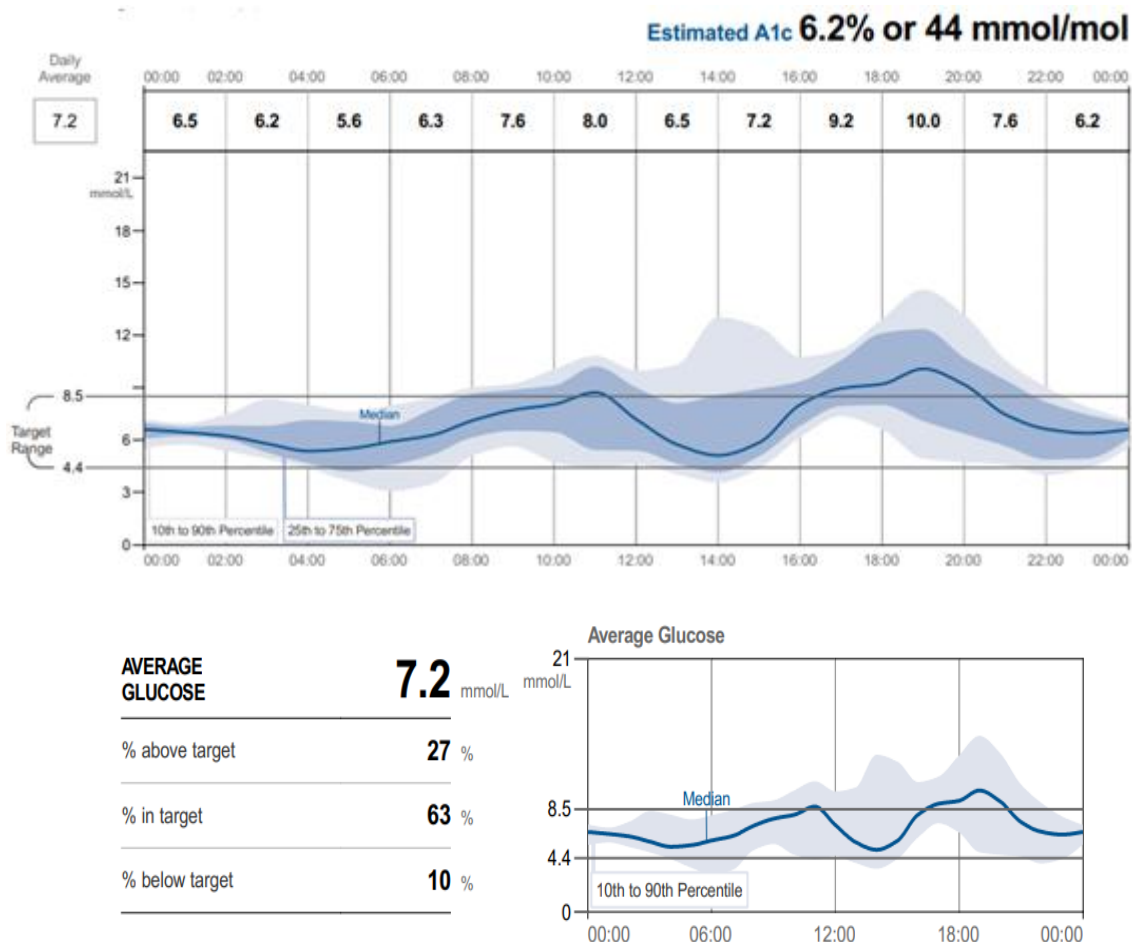 Estimated A1c 6.2% or 44 mmol/mol
Daily
Average
00:00 02:00 04:00 06:00 08:00 10:00 12:00 14:00 16:00 18:00 20:00 22:00 00:00
7.2 6.5 6.2 5.6 6.3 7.6 8.0 6.5 7.2 9.2 10.0 7.6 6.2
21
mmol/L
18
15
12
8.5
Median
Target
Range
6
4.4
3
10th to 90th Percentile 25th to 75th Percentile
0
00:00 02:00 04:00 06:00 08:00 10:00 12:00 14:00 16:00 18:00 20:00 22:00 00:00
AVERAGE
GLUCOSE
7.2 mmol/L
% above target 27 %
% in target 63 %
% below target 10 %
Average Glucose
21
mmol/L
Median
8.5
4.4
10th to 90th Percentile
0
00:00 06:00 12:00 18:00 00:00